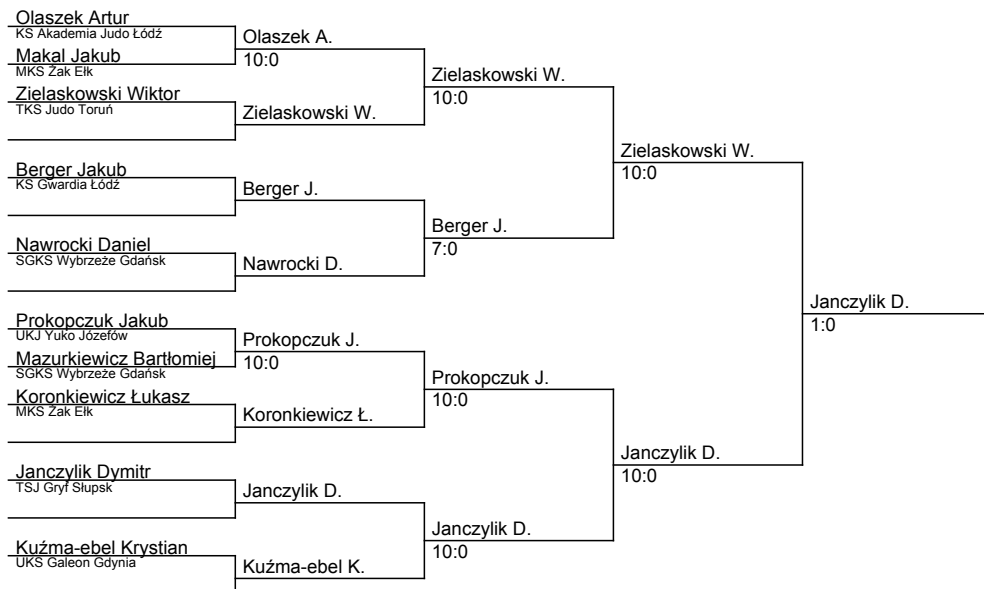 Olaszek Artur
KS Akademia Judo Łódź
Makal Jakub
MKS Żak Ełk
Zielaskowski Wiktor
TKS Judo Toruń
Berger Jakub
KS Gwardia Łódź
Nawrocki Daniel
SGKS Wybrzeże Gdańsk
Prokopczuk Jakub
UKJ Yuko Józefów
Mazurkiewicz Bartłomiej
SGKS Wybrzeże Gdańsk
Koronkiewicz Łukasz
MKS Żak Ełk
Janczylik Dymitr
TSJ Gryf Słupsk
Kuźma-ebel Krystian
UKS Galeon Gdynia
Olaszek A.
10:0
Zielaskowski W.
Berger J.
Nawrocki D.
Prokopczuk J.
10:0
Koronkiewicz Ł.
Janczylik D.
Kuźma-ebel K.
Zielaskowski W.
10:0
Berger J.
7:0
Prokopczuk J.
10:0
Janczylik D.
10:0
Zielaskowski W.
10:0
Janczylik D.
10:0
Janczylik D.
1:0